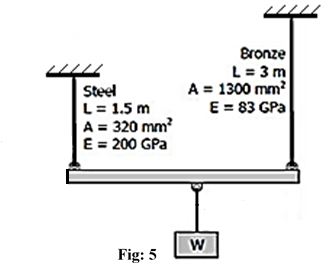 Bronze
L = 3 m
A = 1300 mm²
E = 83 GPa
Steel
L = 1.5 m
A = 320 mm²
E = 200 GPa
W
Fig: 5